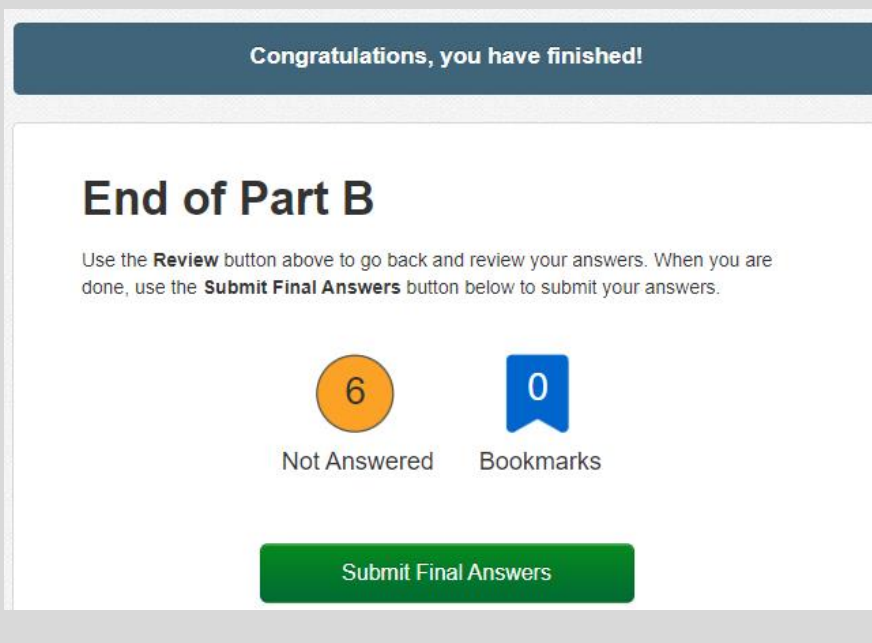 Congratulations, you have finished!
End of Part B
Use the Review button above to go back and review your answers. When you are
done, use the Submit Final Answers button below to submit your answers.
6
0
Not Answered
Bookmarks
Submit Final Answers